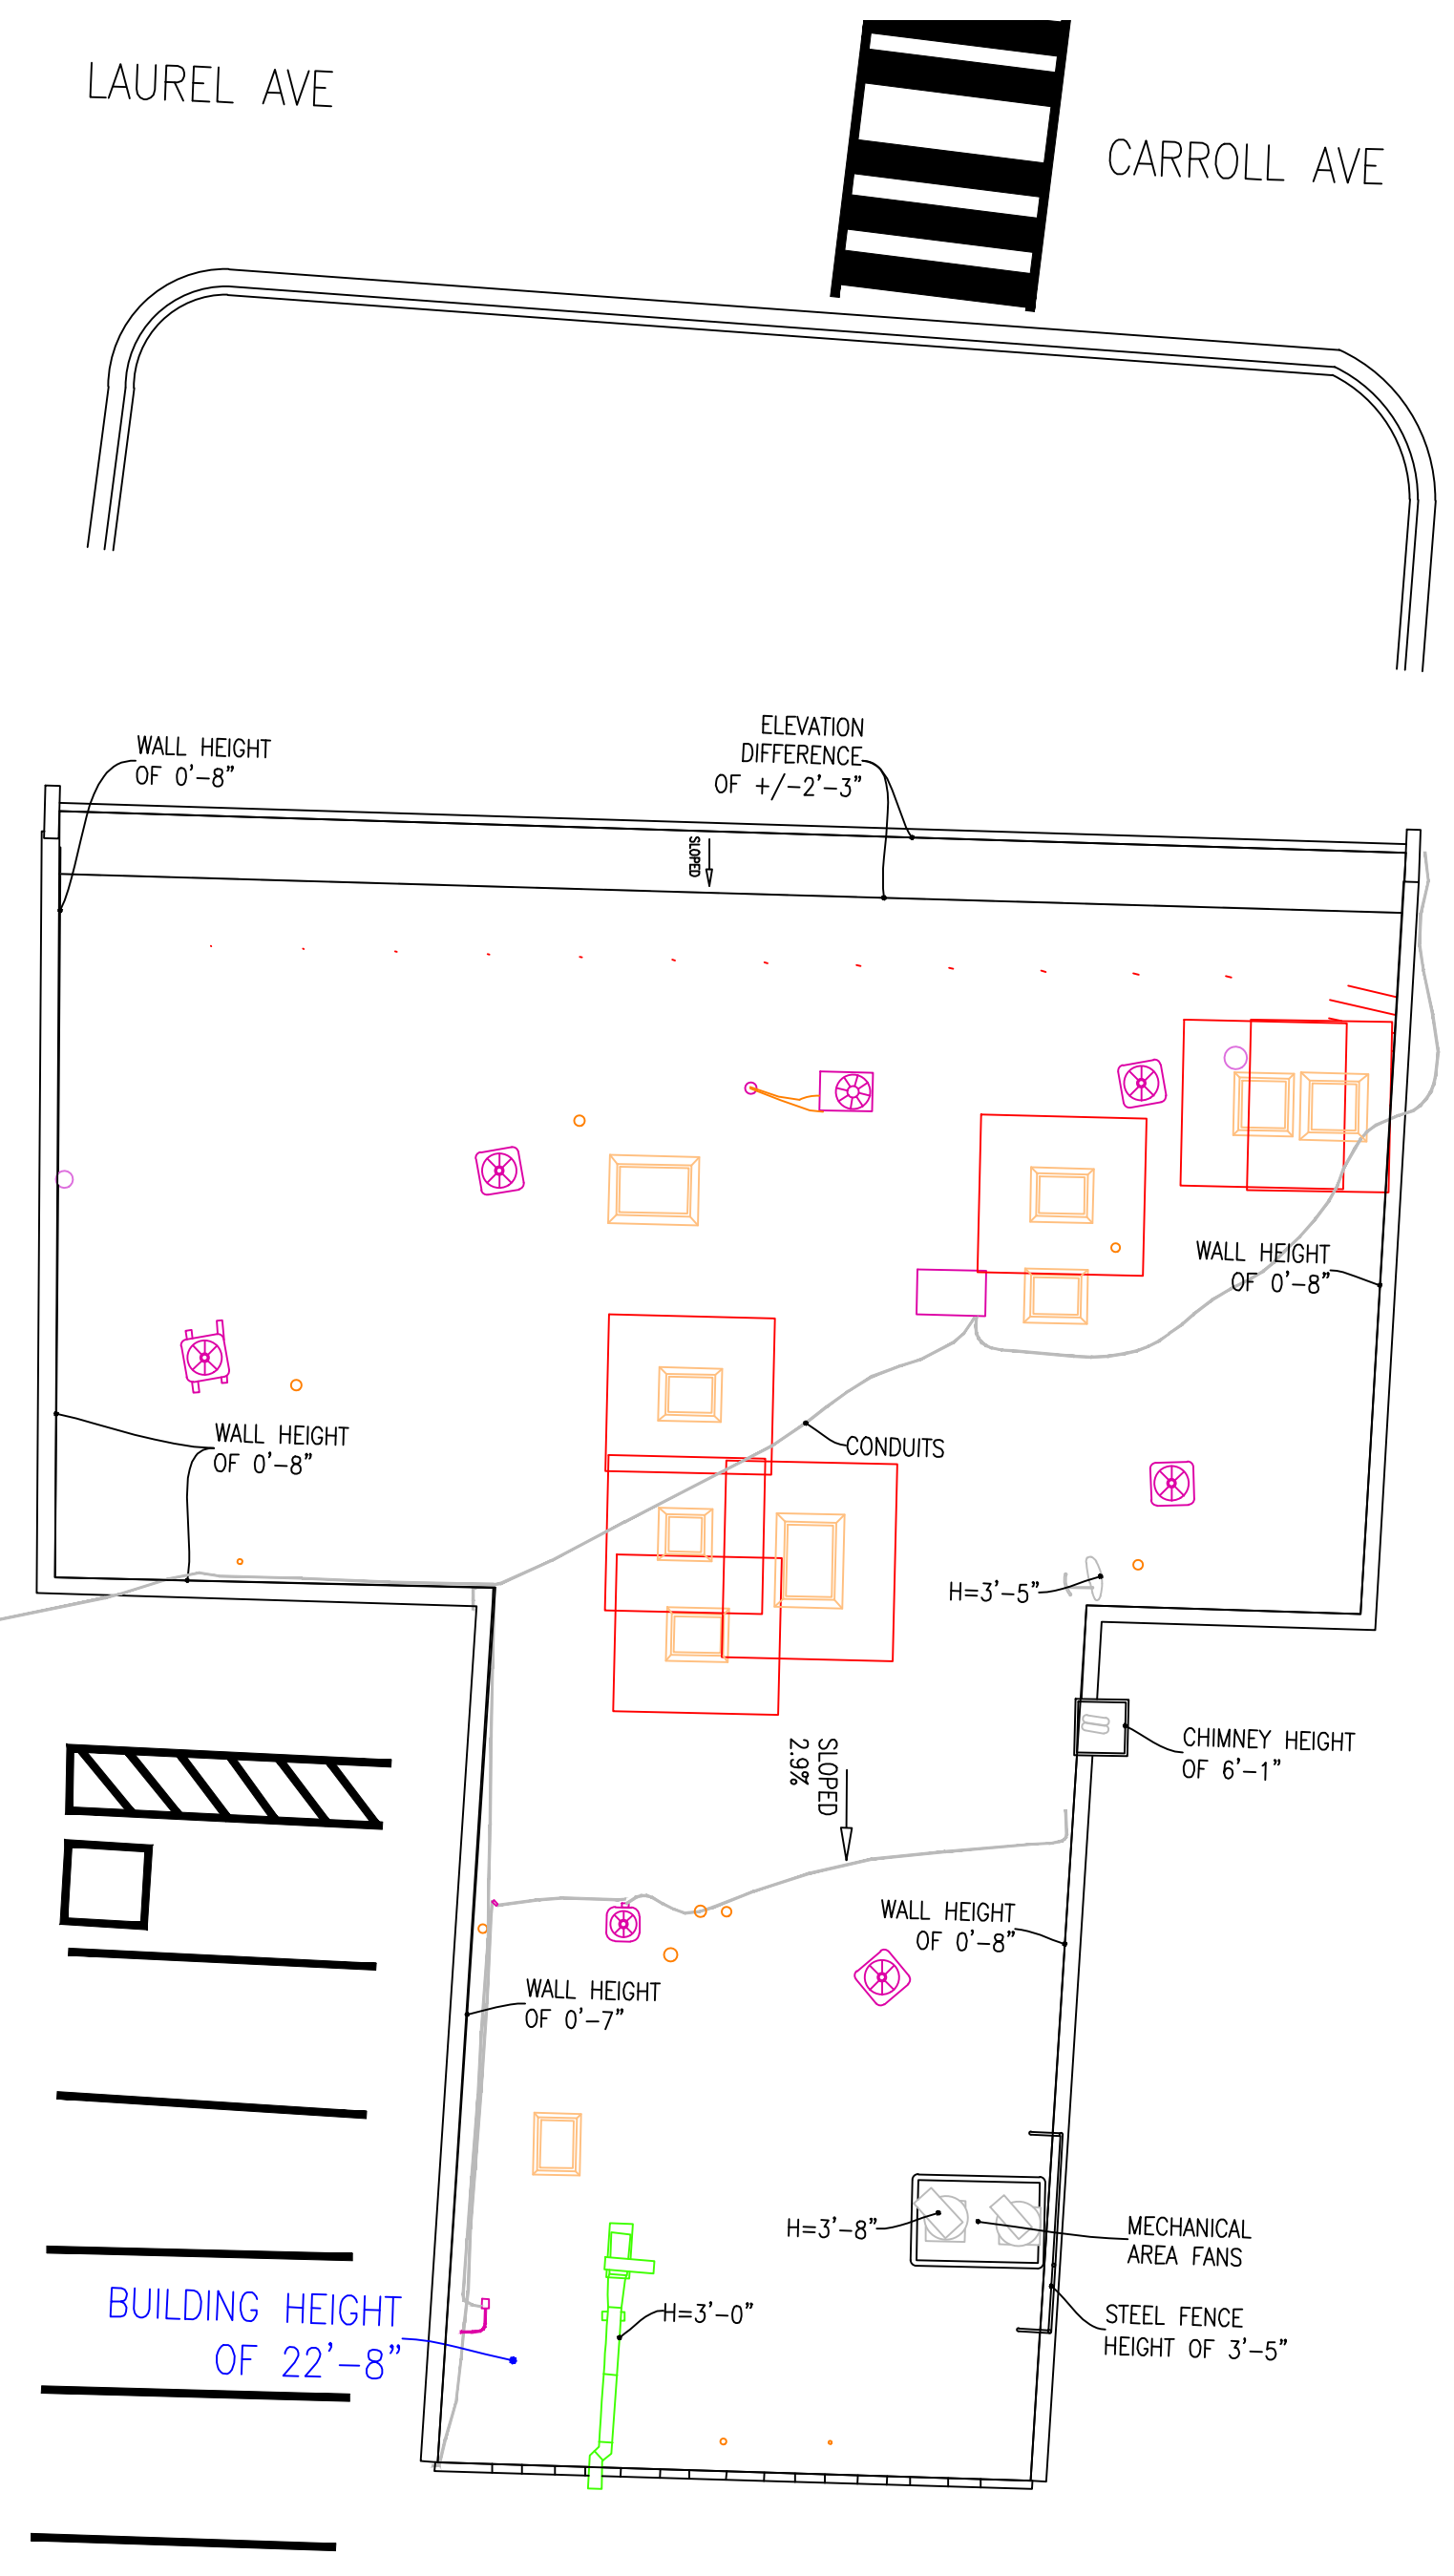 LAUREL AVE
CARROLL AVE
WALL HEIGHT
OF 0'-8"
ELEVATION
DIFFERENCE
OF +/-2'-3"
SLOPED
WALL HEIGHT
OF 0'-8"
WALL HEIGHT
OF 0'-8"
CONDUITS
H=3'-5"
CHIMNEY HEIGHT
OF 6'-1"
SLOPED
2.9%
WALL HEIGHT
OF 0'-8"
WALL HEIGHT
OF 0'-7"
H=3'-8"
MECHANICAL
AREA FANS
BUILDING HEIGHT
OF 22'-8"
H=3'-0"
STEEL FENCE
HEIGHT OF 3'-5"